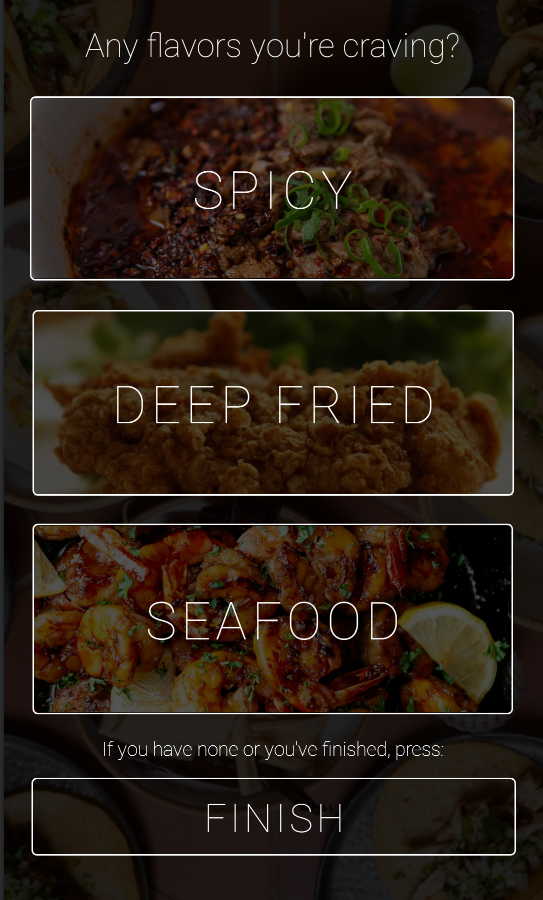 Any flavors you're craving?
SPICY
DEEP FRIED
SEAFOOD
If you have none or you've finished, press:
FINISH